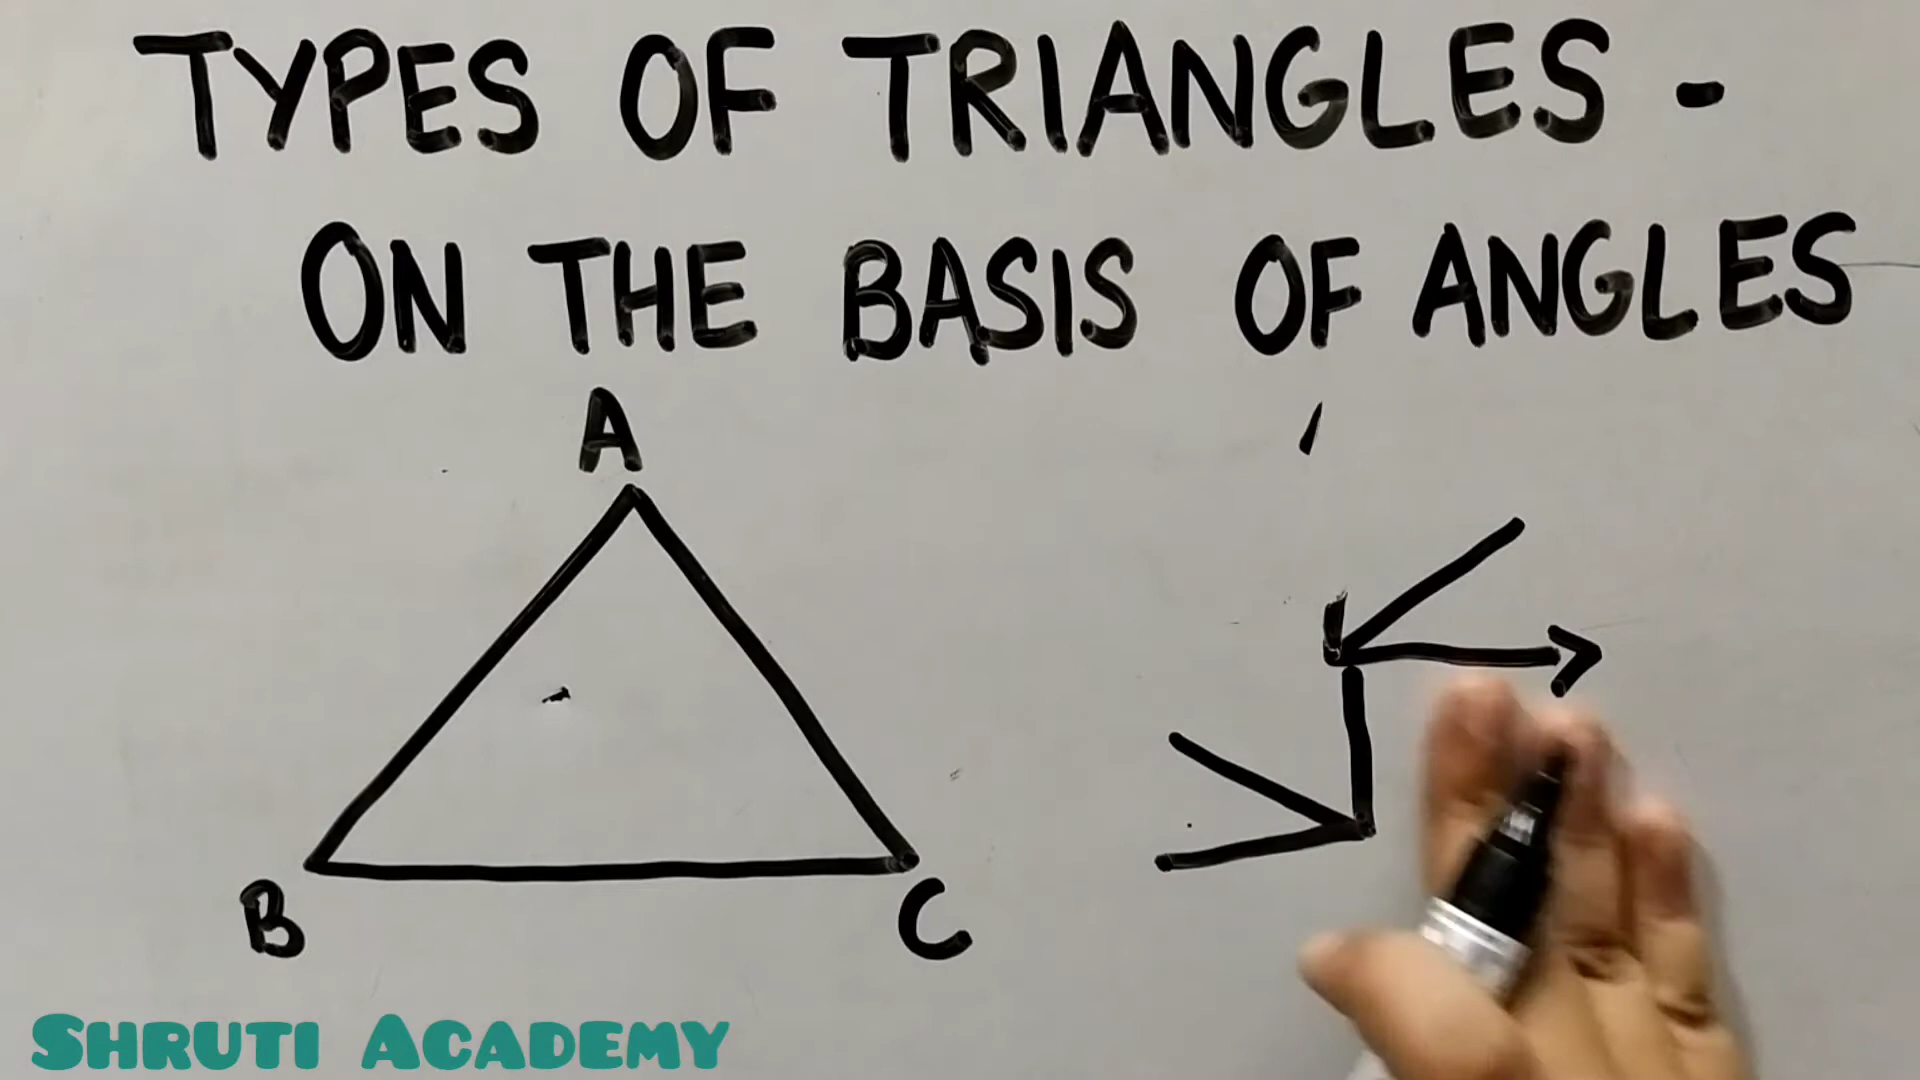 TYPES OF TRIANGLES -
ON THE BASIS OF ANGLES
A
B
C
SHRUTI ACADEMY